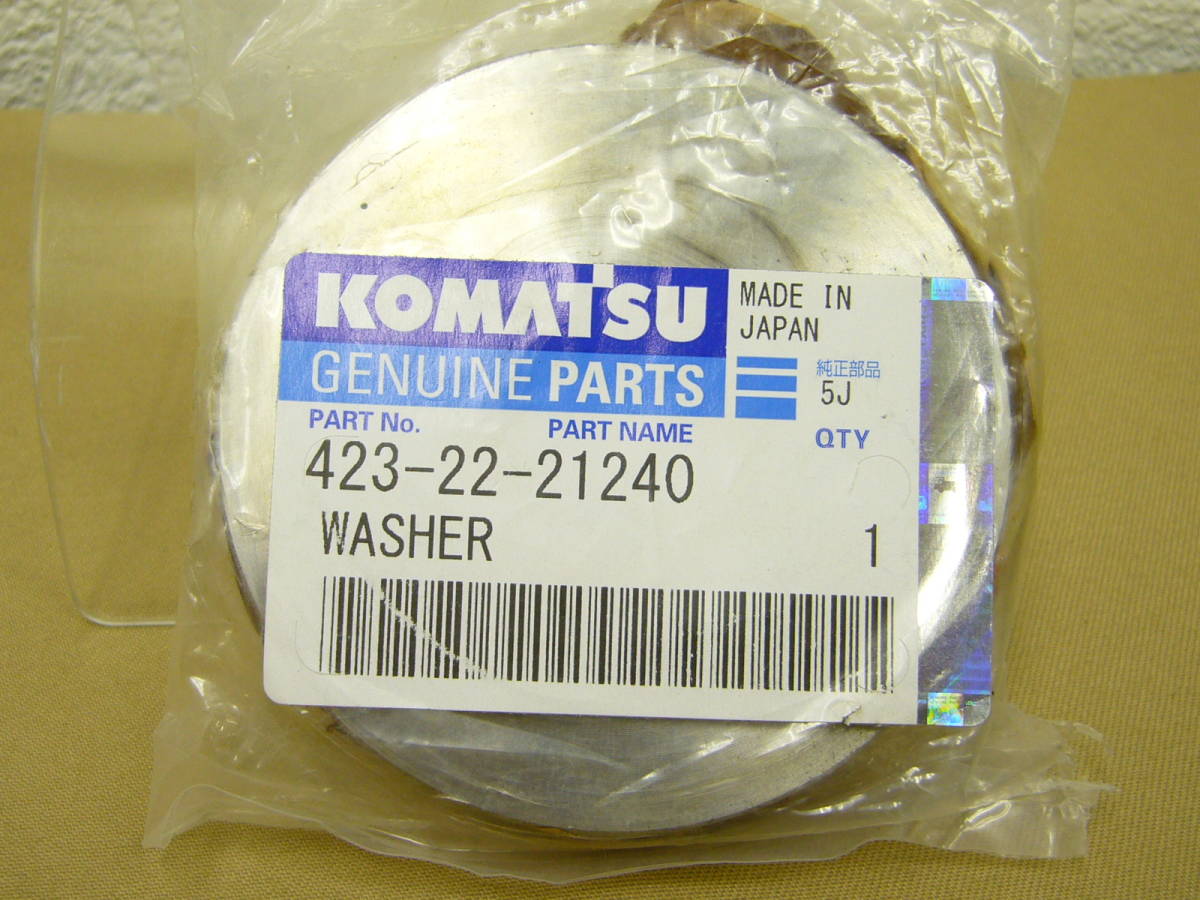 KOMATSU
GENUINE PARTS
MADE IN
JAPAN
純正部品
5J
PART No.
PART NAME
QTY
423-22-21240
WASHER
1